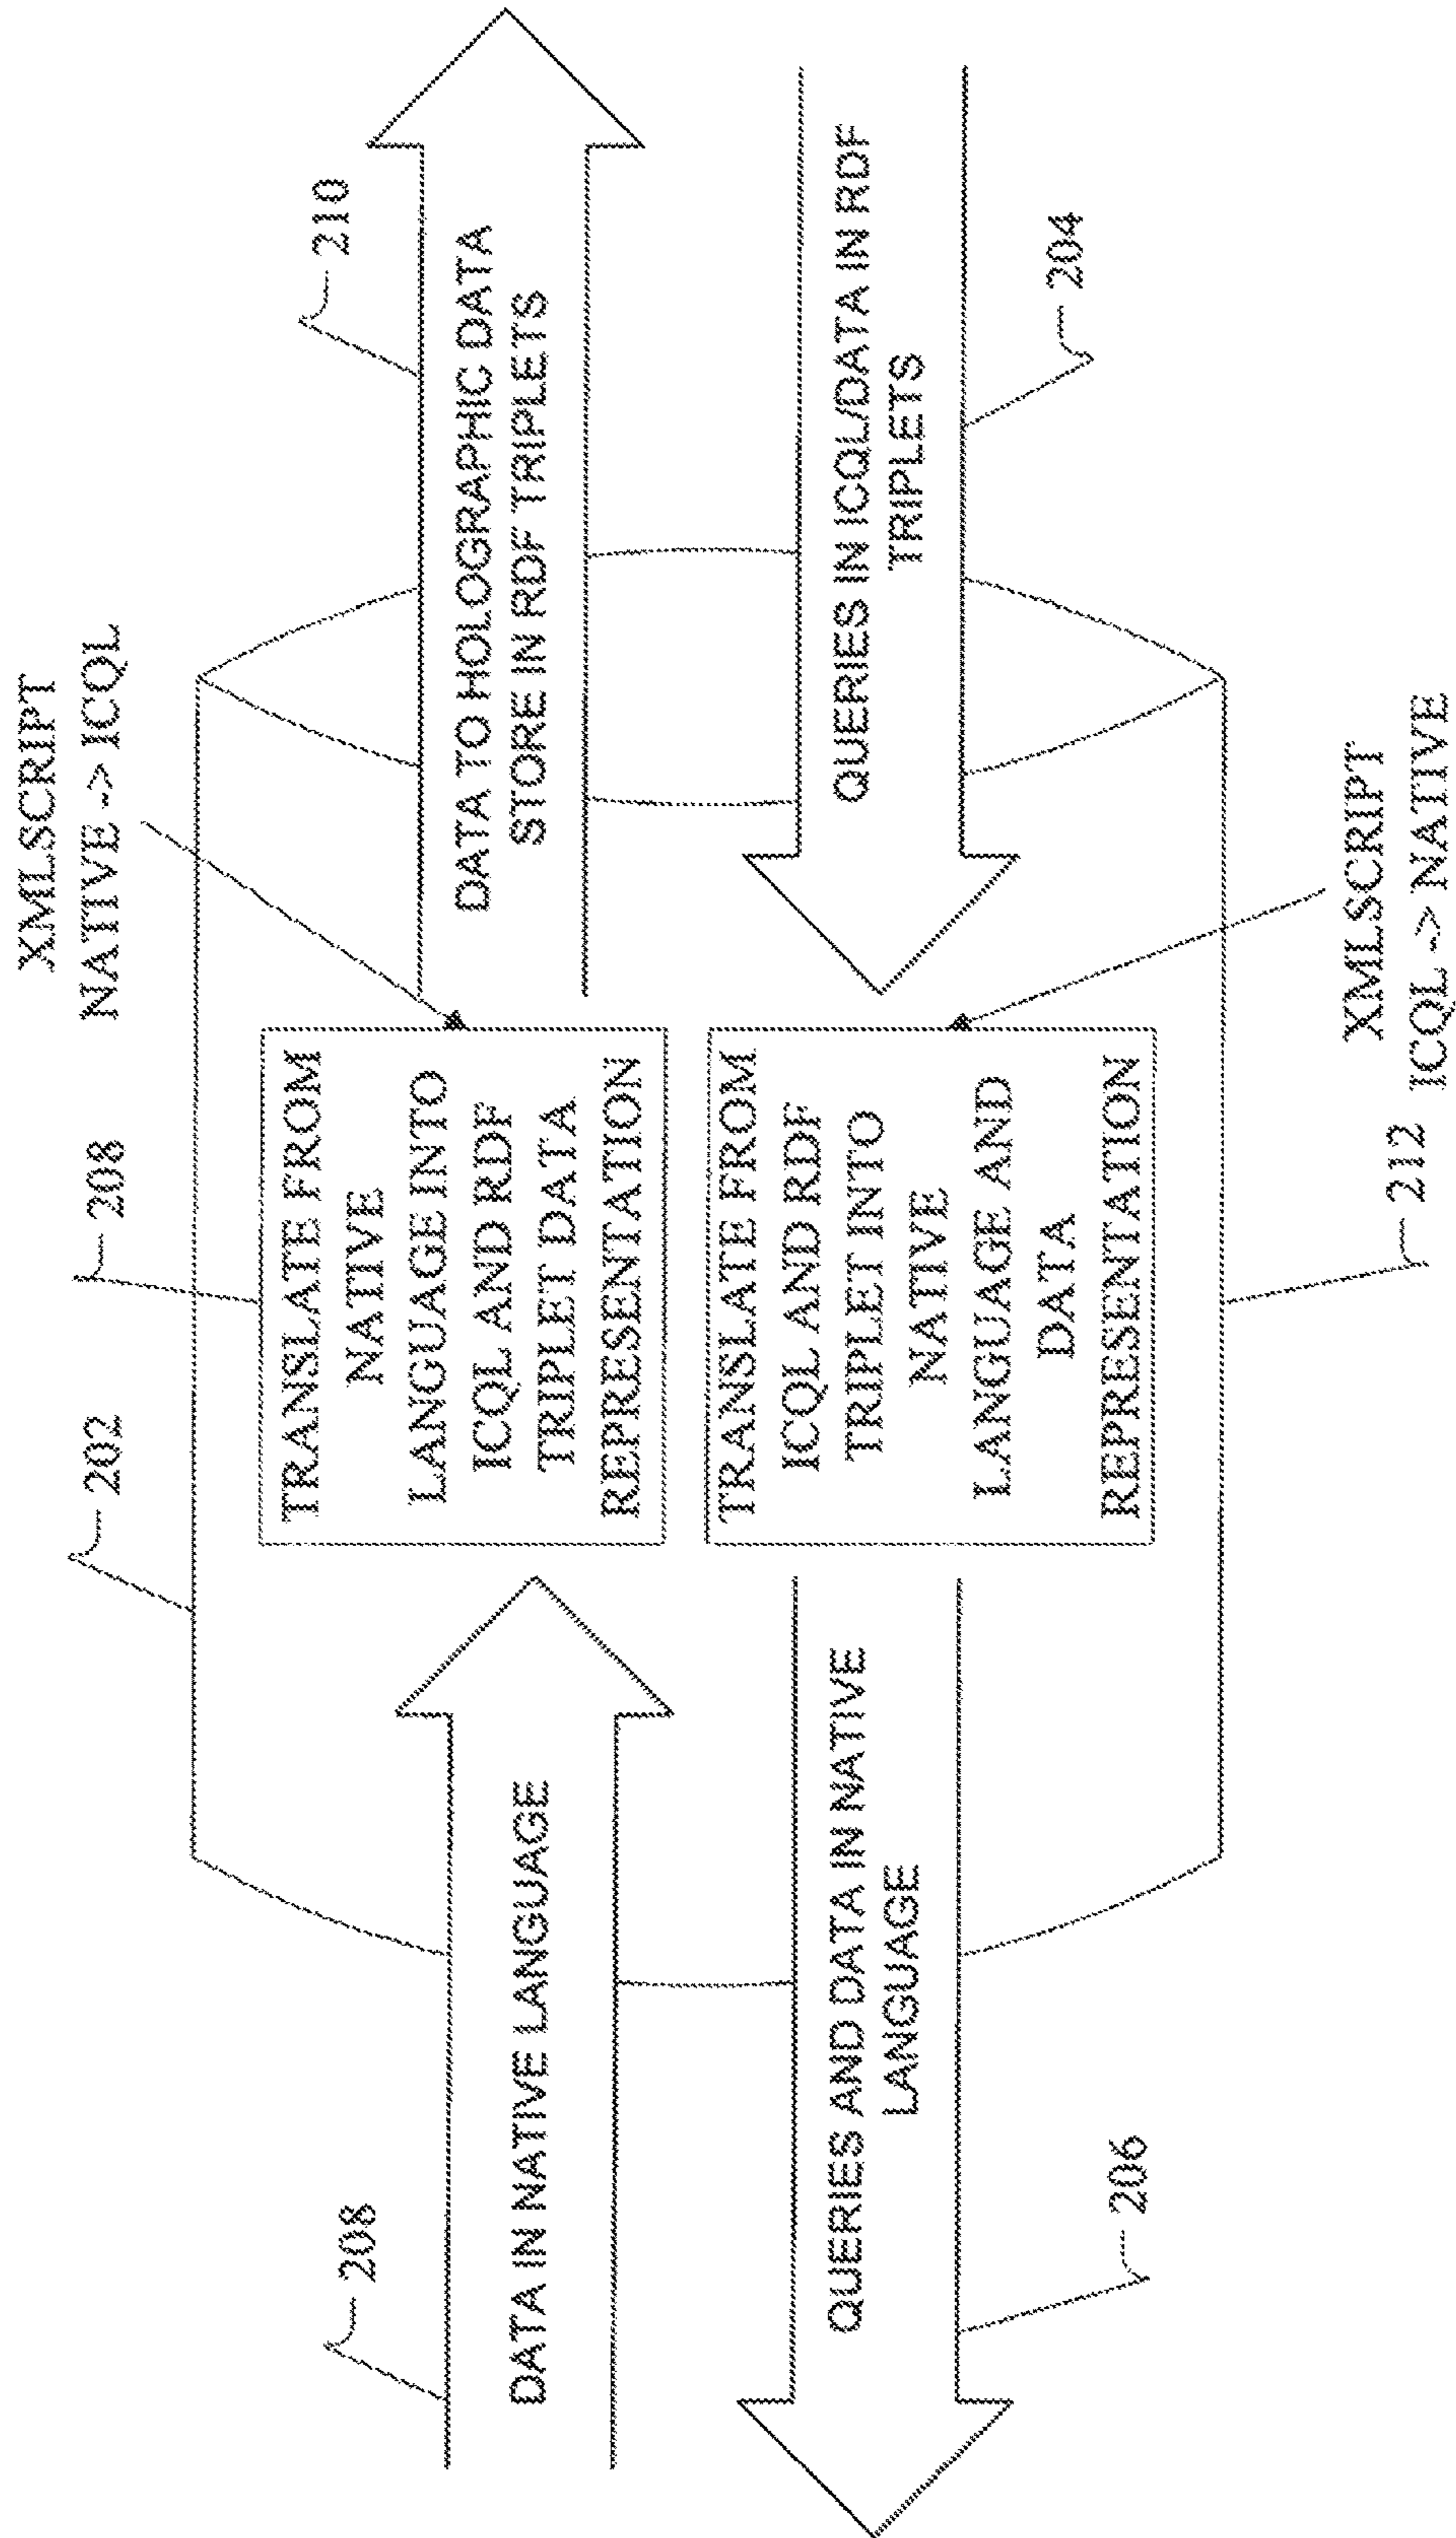 XMLSCRIPT
NATIVE -> ICQL
202
208
210
208
DATA IN NATIVE LANGUAGE
TRANSLATE FROM
NATIVE
LANGUAGE INTO
ICQL AND RDF
TRIPLET DATA
REPRESENTATION
DATA TO HOLOGRAPHIC DATA
STORE IN RDF TRIPLETS
QUERIES AND DATA IN NATIVE
LANGUAGE
TRANSLATE FROM
ICQL AND RDF
TRIPLET INTO
NATIVE
LANGUAGE AND
DATA
REPRESENTATION
QUERIES IN ICQL/DATA IN RDF
TRIPLETS
206
204
212
XMLSCRIPT
ICQL -> NATIVE